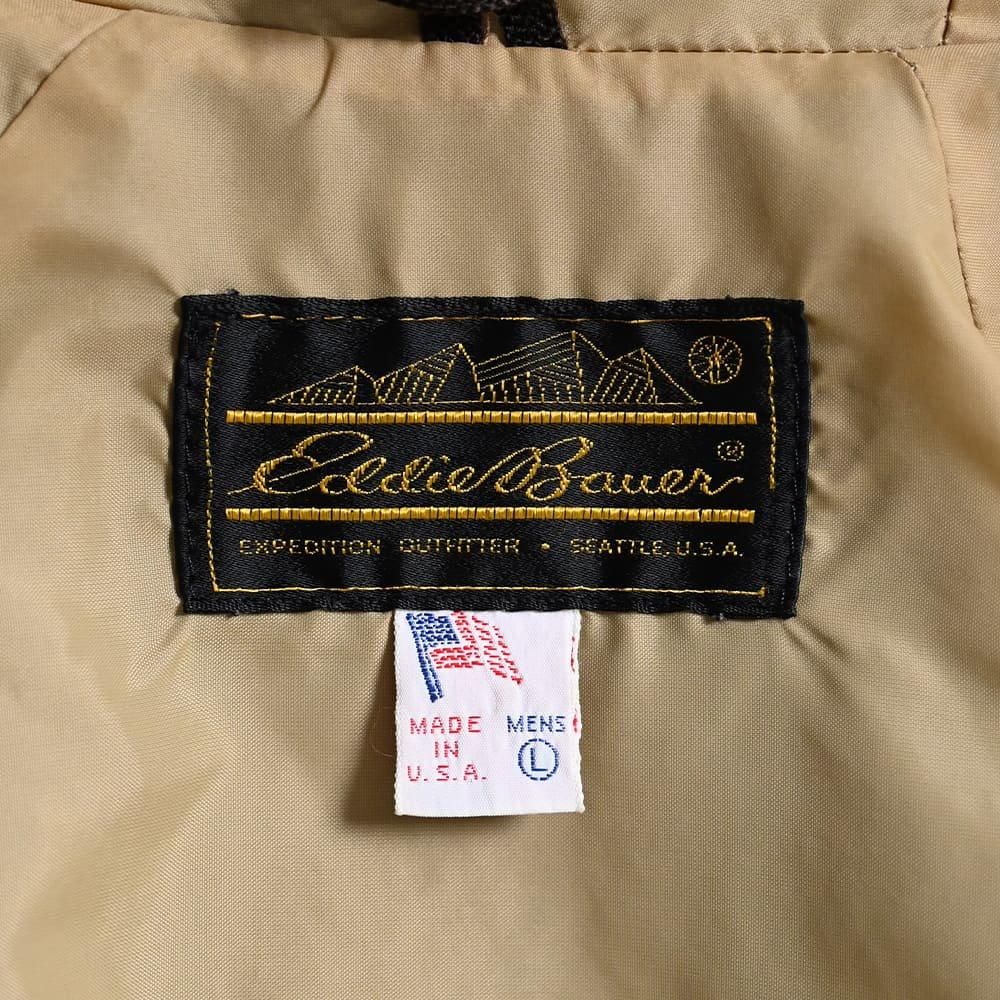 Eddie Bauer®
EXPEDITION OUTFITTER • SEATTLE, U.S.A.
MADE IN U.S.A.
MENS L